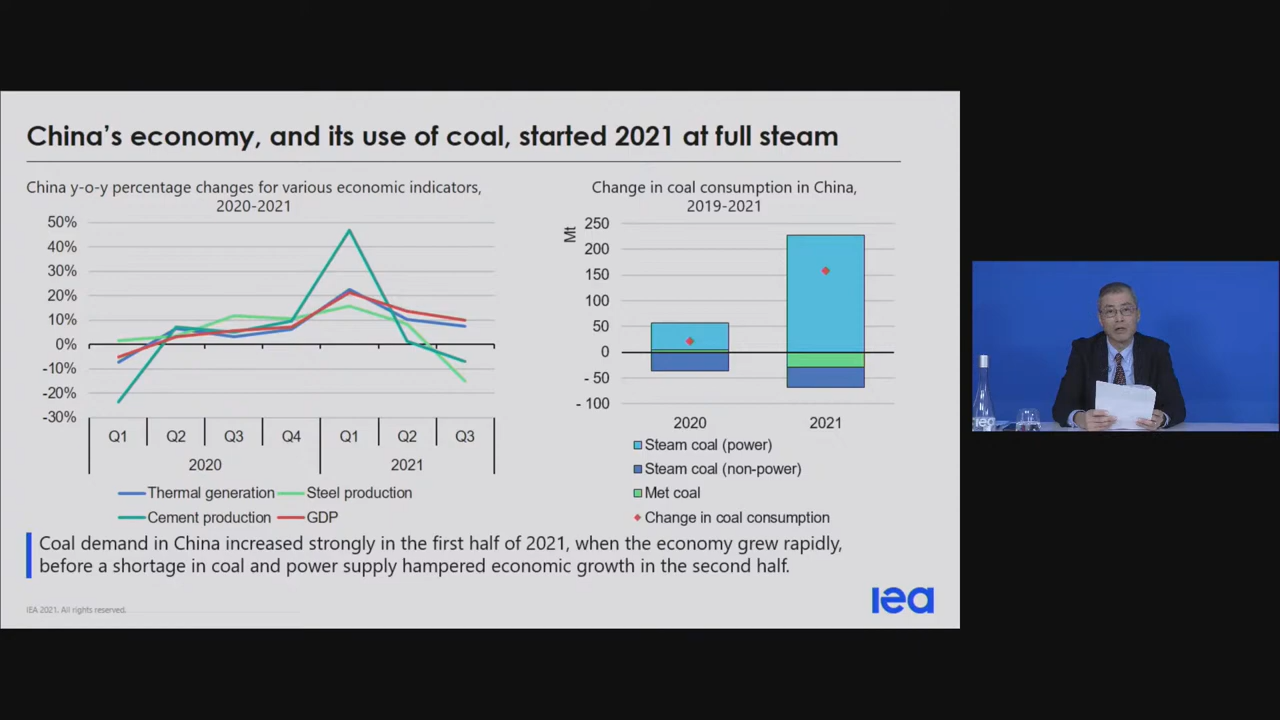 China's economy, and its use of coal, started 2021 at full steam
China y-o-y percentage changes for various economic indicators,
2020-2021
50%
40%
30%
20%
10%
0%
-10%
-20%
-30%
Q1 Q2 Q3 Q4 Q1 Q2 Q3
2020 2021
Thermal generation Steel production
Cement production GDP
Change in coal consumption in China,
2019-2021
Mt
250
200
150
100
50
0
- 50
- 100
2020 2021
Steam coal (power)
Steam coal (non-power)
Met coal
Change in coal consumption
Coal demand in China increased strongly in the first half of 2021, when the economy grew rapidly,
before a shortage in coal and power supply hampered economic growth in the second half.
IEA 2021. All rights reserved.
iea
iea